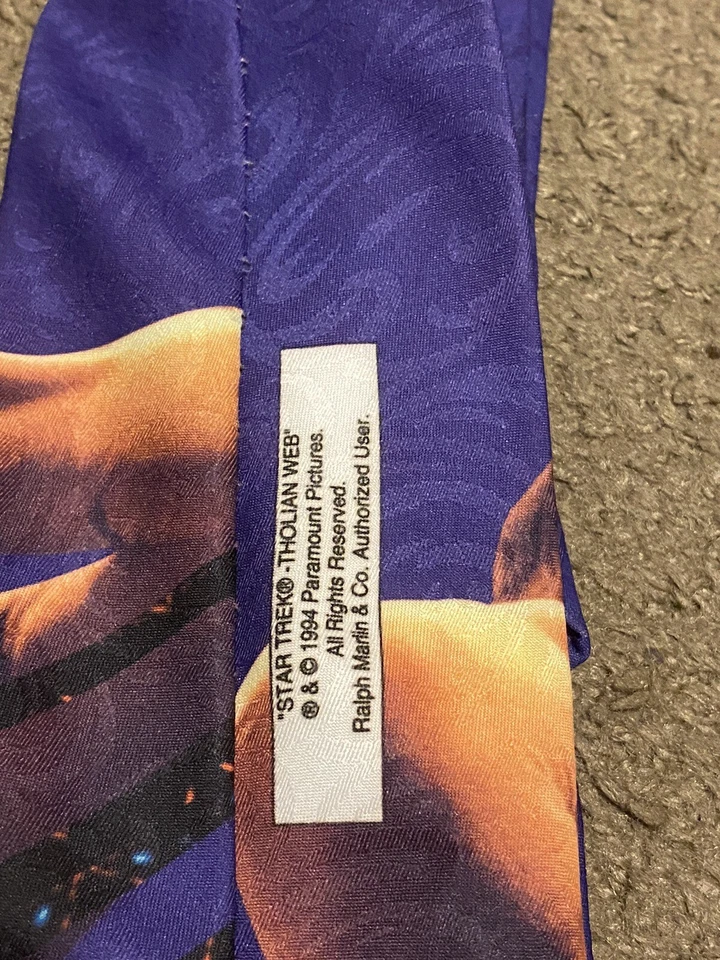 "STAR TREK® -THOLIAN WEB"
® & © 1994 Paramount Pictures.
All Rights Reserved.
Ralph Marlin & Co. Authorized User.